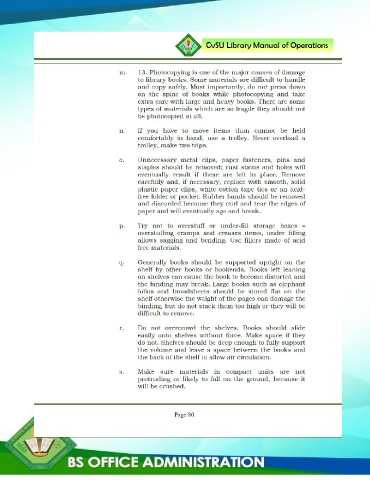 CvSU Library Manual of Operations
m. 13. Photocopying is one of the major causes of damage
to library books. Some materials are difficult to handle
and copy safely. Most importantly, do not press down
on the spine of books while photocopying and take
extra care with large and heavy books. There are some
types of materials which are so fragile they should not
be photocopied at all.
n. If you have to move items than cannot be held
comfortably in hand, use a trolley. Never overload a
trolley, make two trips.
o. Unnecessary metal clips, paper fasteners, pins and
staples should be removed; rust stains and holes will
eventually result if these are left in place. Remove
carefully and, if necessary, replace with smooth, solid
plastic paper clips, white cotton tape ties or an acid-
free folder or pocket. Rubber bands should be removed
and discarded because they curl and tear the edges of
paper and will eventually age and break.
p. Try not to overstuff or under-fill storage boxes –
overstuffing cramps and creases items, under filling
allows sagging and bending. Use fillers made of acid
free materials.
q. Generally books should be supported upright on the
shelf by other books or bookends. Books left leaning
on shelves can cause the book to become distorted and
the binding may break. Large books such as elephant
folios and broadsheets should be stored flat on the
shelf otherwise the weight of the pages can damage the
binding, but do not stack them too high or they will be
difficult to remove.
r. Do not overcrowd the shelves. Books should slide
easily onto shelves without force. Make space if they
do not. Shelves should be deep enough to fully support
the volume and leave a space between the books and
the back of the shelf to allow air circulation.
s. Make sure materials in compact units are not
protruding or likely to fall on the ground, because it
will be crushed.
Page 80
BS OFFICE ADMINISTRATION